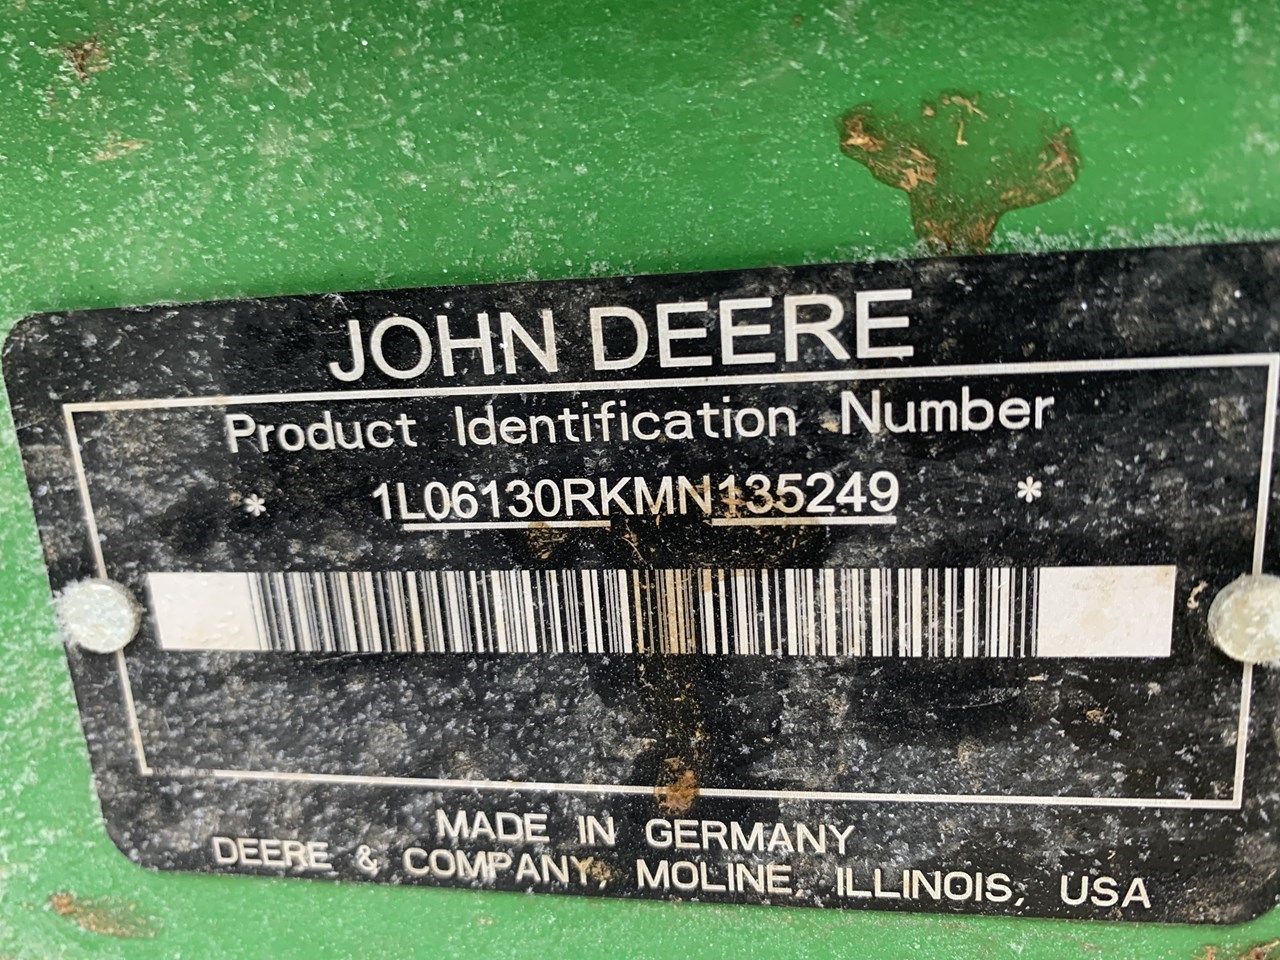 JOHN DEERE
Product Identification Number
* 1L06130RKMN135249 *
MADE IN GERMANY
DEERE & COMPANY, MOLINE, ILLINOIS, USA